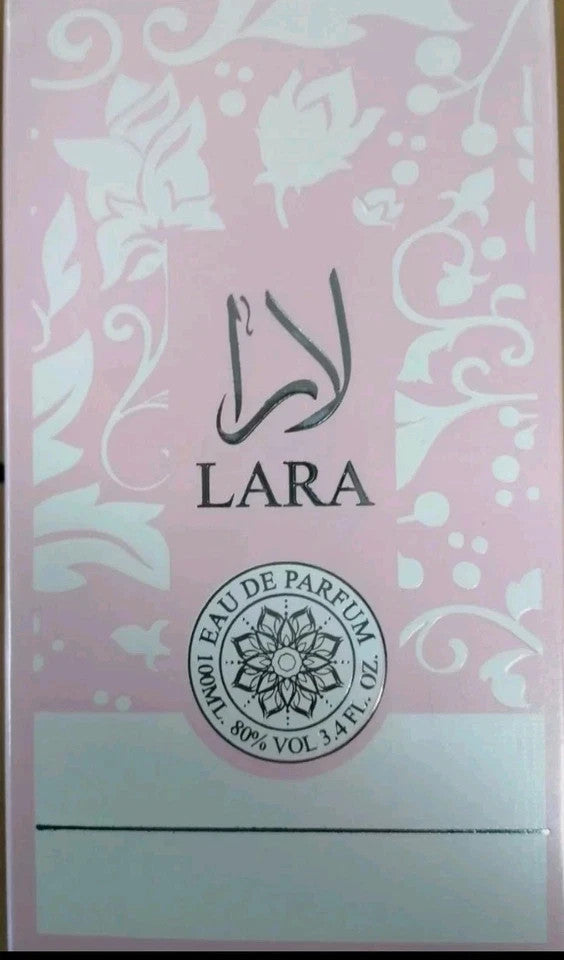 لارا
LARA
EAU DE PARFUM
100ML. 80% VOL 3.4 FL. OZ.